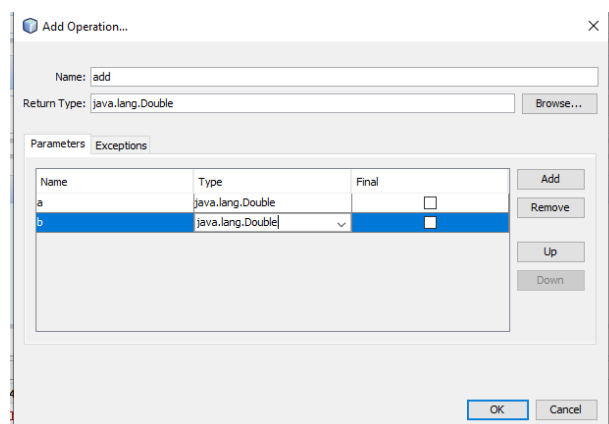 Add Operation...
Name: add
Return Type: java.lang.Double Browse...
Parameters Exceptions
Name Type Final Add
a java.lang.Double Remove
b java.lang.Double
Up
Down
OK Cancel